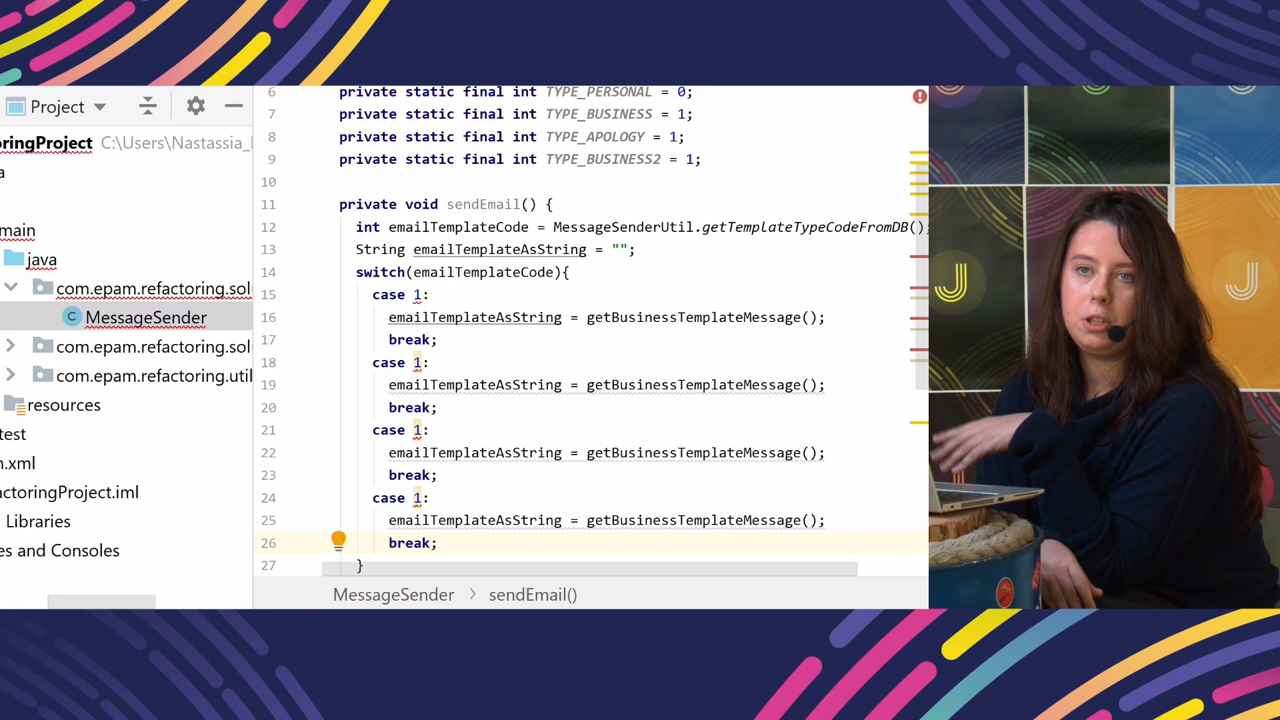 Project
oringProject C:\Users\Nastassia_
a
main
java
com.epam.refactoring.sol
MessageSender
com.epam.refactoring.sol
com.epam.refactoring.util
resources
test
n.xml
actoringProject.iml
Libraries
es and Consoles
6 private static final int TYPE_PERSONAL = 0;
7 private static final int TYPE_BUSINESS = 1;
8 private static final int TYPE_APOLOGY = 1;
9 private static final int TYPE_BUSINESS2 = 1;
10
11 private void sendEmail() {
12 int emailTemplateCode = MessageSenderUtil.getTemplateTypeCodeFromDB();
13 String emailTemplateAsString = "";
14 switch(emailTemplateCode){
15 case 1:
16 emailTemplateAsString = getBusinessTemplateMessage();
17 break;
18 case 1:
19 emailTemplateAsString = getBusinessTemplateMessage();
20 break;
21 case 1:
22 emailTemplateAsString = getBusinessTemplateMessage();
23 break;
24 case 1:
25 emailTemplateAsString = getBusinessTemplateMessage();
26 break;
27 }
MessageSender > sendEmail()
J
J